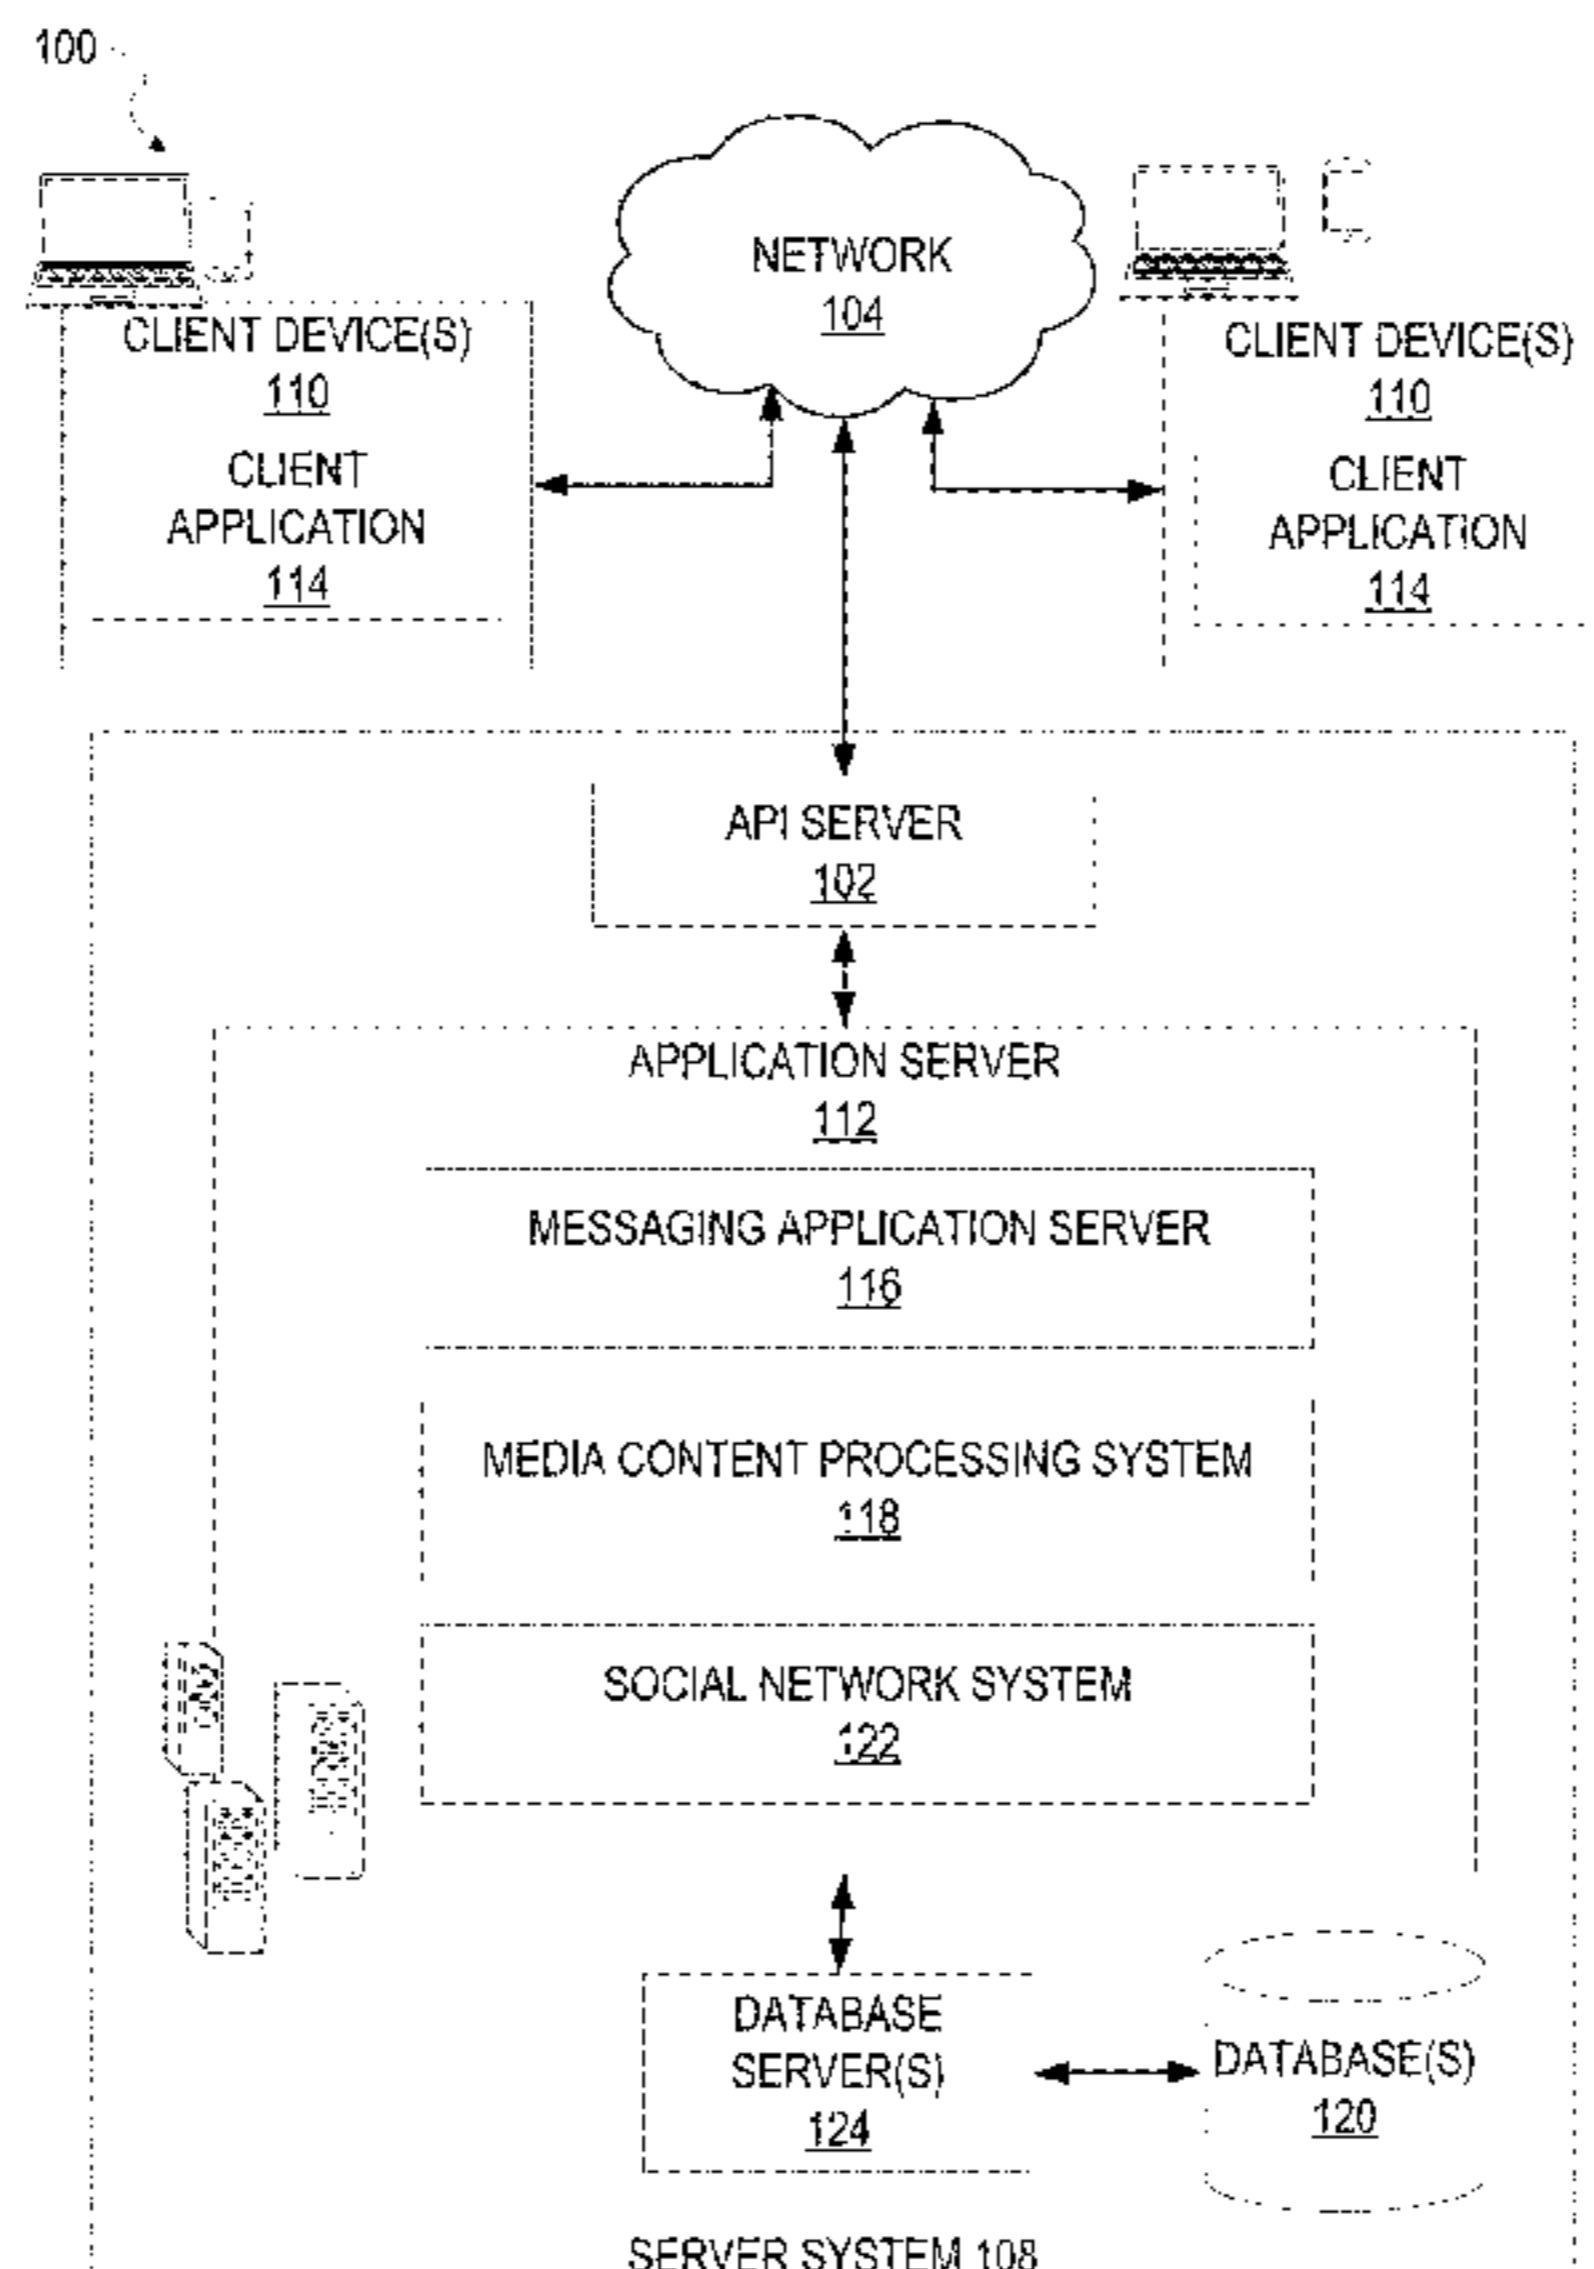 100
NETWORK
104
CLIENT DEVICE(S)
110
CLIENT
APPLICATION
114
CLIENT DEVICE(S)
110
CLIENT
APPLICATION
114
API SERVER
102
APPLICATION SERVER
112
MESSAGING APPLICATION SERVER
116
MEDIA CONTENT PROCESSING SYSTEM
118
SOCIAL NETWORK SYSTEM
122
DATABASE
SERVER(S)
124
DATABASE(S)
120
SERVER SYSTEM 108